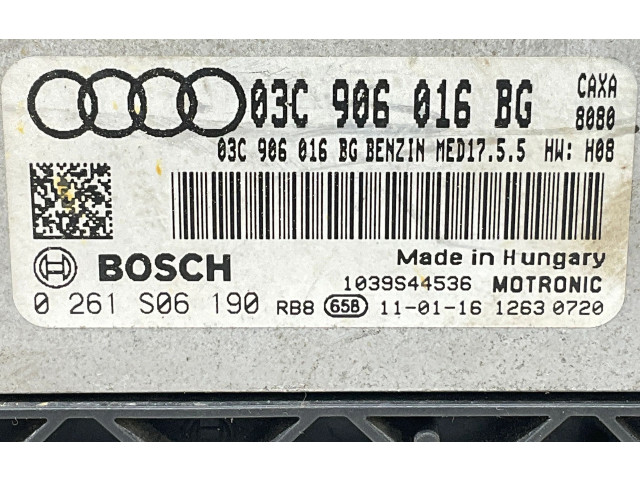 03C 906 016 BG CAXA
8080
03C 906 016 BG BENZIN MED17.5.5 HW: H08
Made in Hungary
BOSCH
1039S44536 MOTRONIC
0 261 S06 190 RB8 658 11-01-16 1263 0720